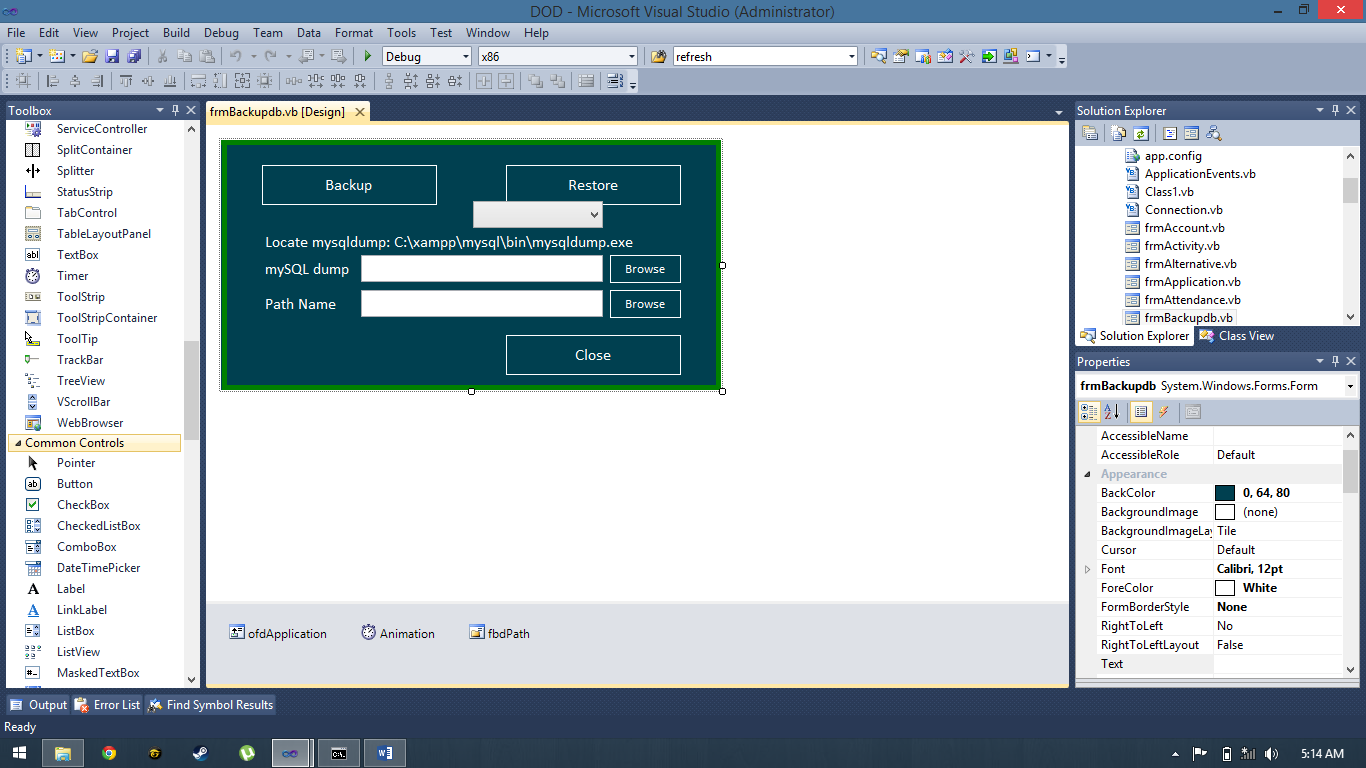 DOD - Microsoft Visual Studio (Administrator)
File Edit View Project Build Debug Team Data Format Tools Test Window Help
Debug x86 refresh
Toolbox
ServiceController
SplitContainer
Splitter
StatusStrip
TabControl
TableLayoutPanel
TextBox
Timer
ToolStrip
ToolStripContainer
ToolTip
TrackBar
TreeView
VScrollBar
WebBrowser
Common Controls
Pointer
Button
CheckBox
CheckedListBox
ComboBox
DateTimePicker
Label
LinkLabel
ListBox
ListView
MaskedTextBox
frmBackupdb.vb [Design]
Backup Restore
Locate mysqldump: C:\xampp\mysql\bin\mysqldump.exe
mySQL dump Browse
Path Name Browse
Close
ofdApplication Animation fbdPath
Solution Explorer
app.config
ApplicationEvents.vb
Class1.vb
Connection.vb
frmAccount.vb
frmActivity.vb
frmAlternative.vb
frmApplication.vb
frmAttendance.vb
frmBackupdb.vb
Solution Explorer Class View
Properties
frmBackupdb System.Windows.Forms.Form
AccessibleName
AccessibleRole Default
Appearance
BackColor 0, 64, 80
BackgroundImage (none)
BackgroundImageLay Tile
Cursor Default
Font Calibri, 12pt
ForeColor White
FormBorderStyle None
RightToLeft No
RightToLeftLayout False
Text
Output Error List Find Symbol Results
Ready
5:14 AM